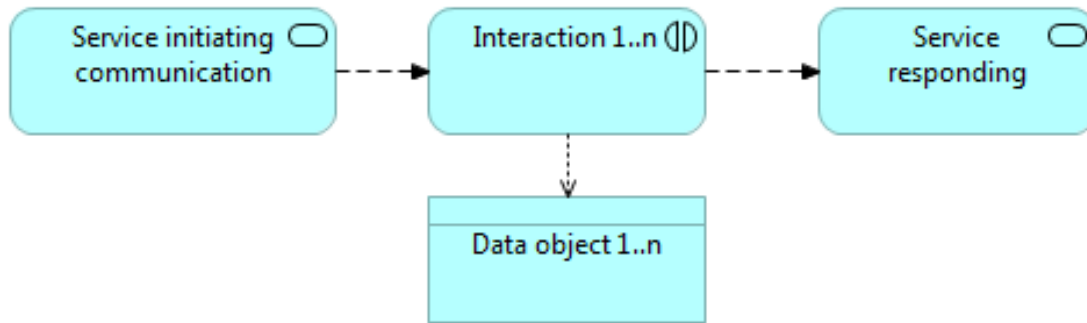 Service initiating
communication
Interaction 1..n
Service
responding
Data object 1..n